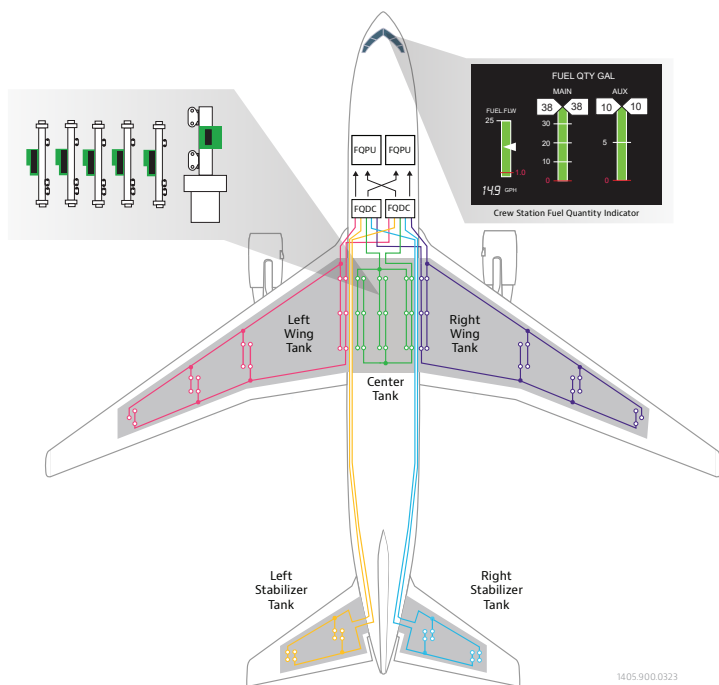 FUEL QTY GAL
MAIN
AUX
FUEL FLW
25
38
38
30
20
10
0
10
10
5
0
1.0
14.9 GPH
Crew Station Fuel Quantity Indicator
FQPU
FQPU
FQDC
FQDC
Left
Wing
Tank
Right
Wing
Tank
Center
Tank
Left
Stabilizer
Tank
Right
Stabilizer
Tank
1405.900.0323